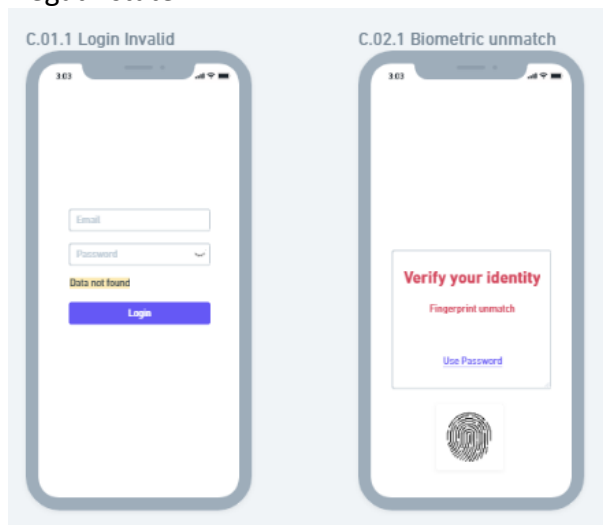 C.01.1 Login Invalid
3:03
Email
Password
Data not found
Login
C.02.1 Biometric unmatch
3:03
Verify your identity
Fingerprint unmatch
Use Password